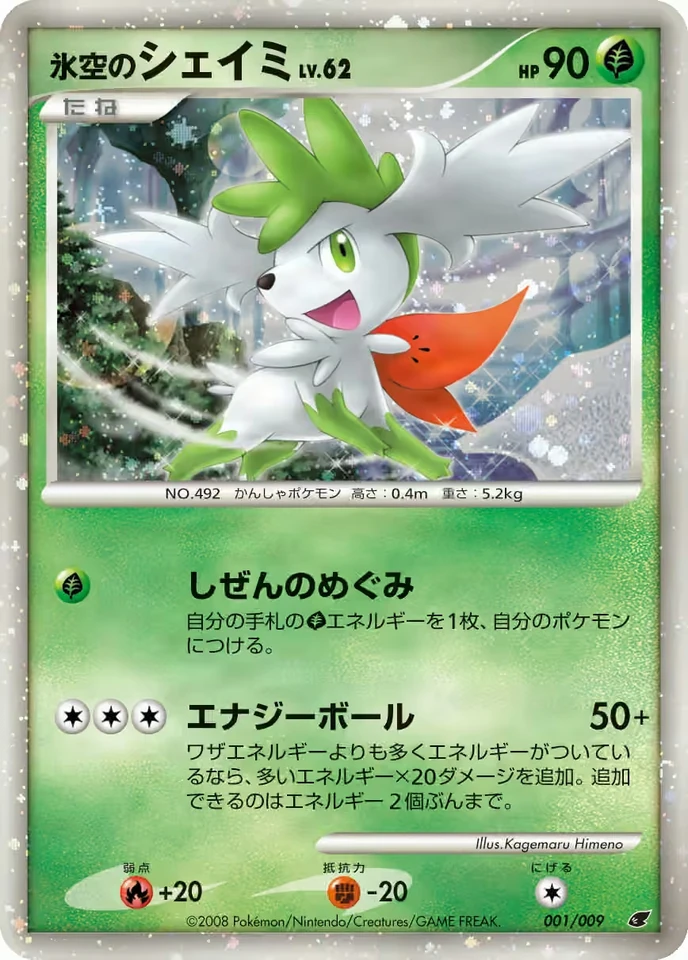 氷空のシェイミ LV.62 HP 90
たね
NO.492 かんしゃポケモン 高さ：0.4m 重さ：5.2kg
しぜんのめぐみ
自分の手札のエネルギーを1枚、自分のポケモン
につける。
エナジーボール 50+
ワザエネルギーよりも多くエネルギーがついてい
るなら、多いエネルギー×20ダメージを追加。追加
できるのはエネルギー2個ぶんまで。
Illus.Kagemaru Himeno
弱点 抵抗力 にげる
+20 -20
©2008 Pokémon/Nintendo/Creatures/GAME FREAK. 001/009